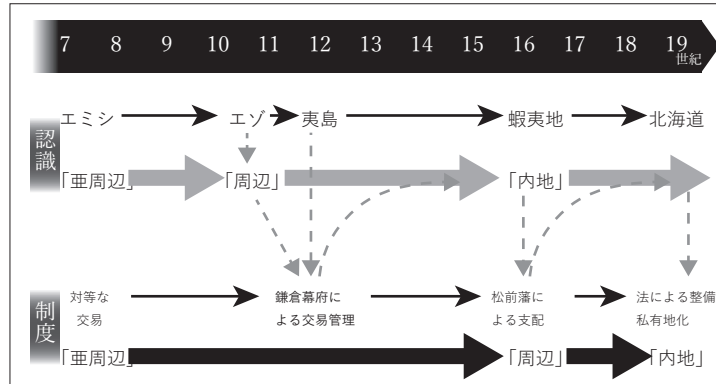 7 8 9 10 11 12 13 14 15 16 17 18 19
世紀
認識
エミシ エゾ 夷島 蝦夷地 北海道
「亜周辺」 「周辺」 「内地」
制度
対等な 鎌倉幕府に 松前藩に 法による整備
交易 よる交易管理 よる支配 私有地化
「亜周辺」 「周辺」 「内地」